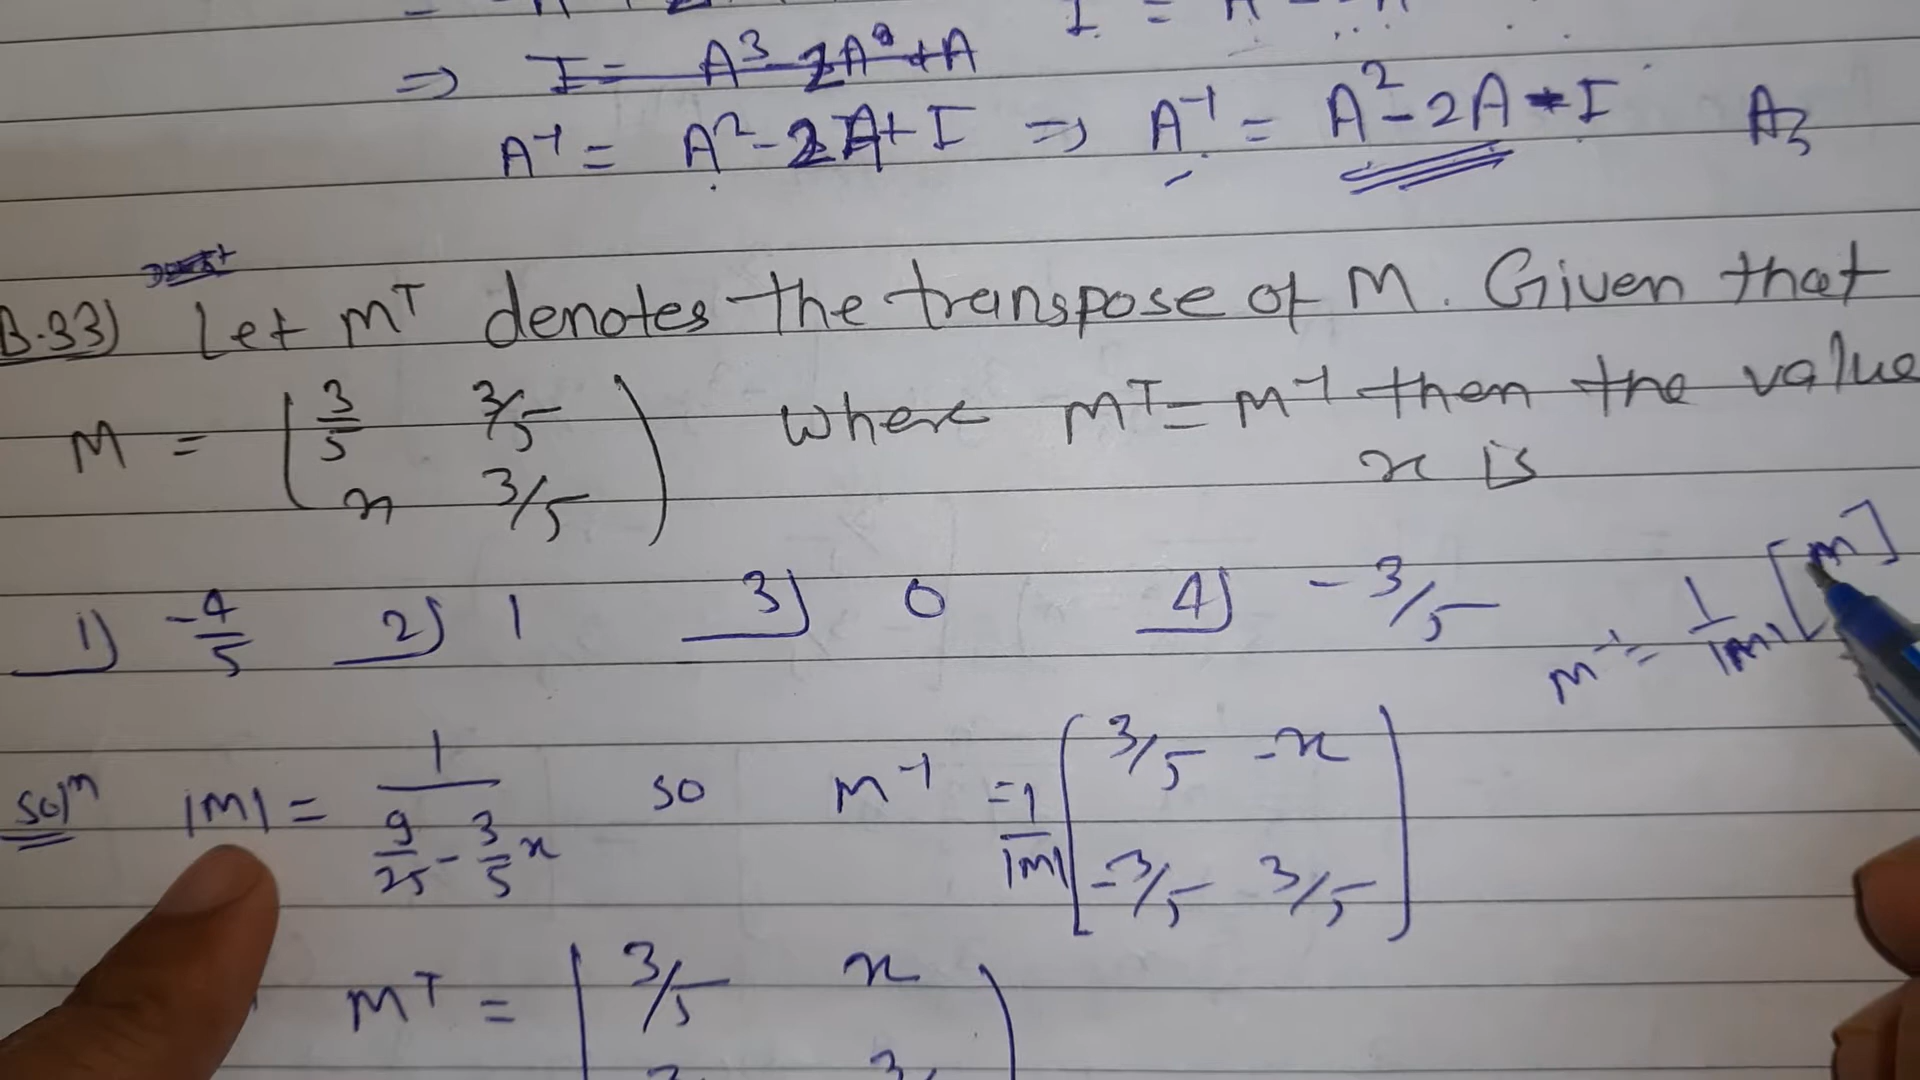 ⇒ I = A³ - 2A² + A
A⁻¹ = A² - 2A + I ⇒ A⁻¹ = A² - 2A + I A3
B.33) Let Mᵀ denotes the transpose of M. Given that
M = ( 3/5 3/5 where Mᵀ = M⁻¹ then the value
x 3/5 ) x is
1) -4/5 2) 1 3) 0 4) -3/5
M⁻¹ = 1/|M| [M]
Solⁿ |M| = 1/(9/25 - 3/5 x) so M⁻¹ = 1/|M| [ 3/5 -x
-3/5 3/5 ]
Mᵀ = ( 3/5 x